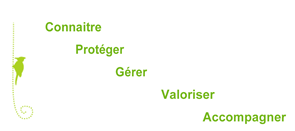 Connaitre
Protéger
Gérer
Valoriser
Accompagner